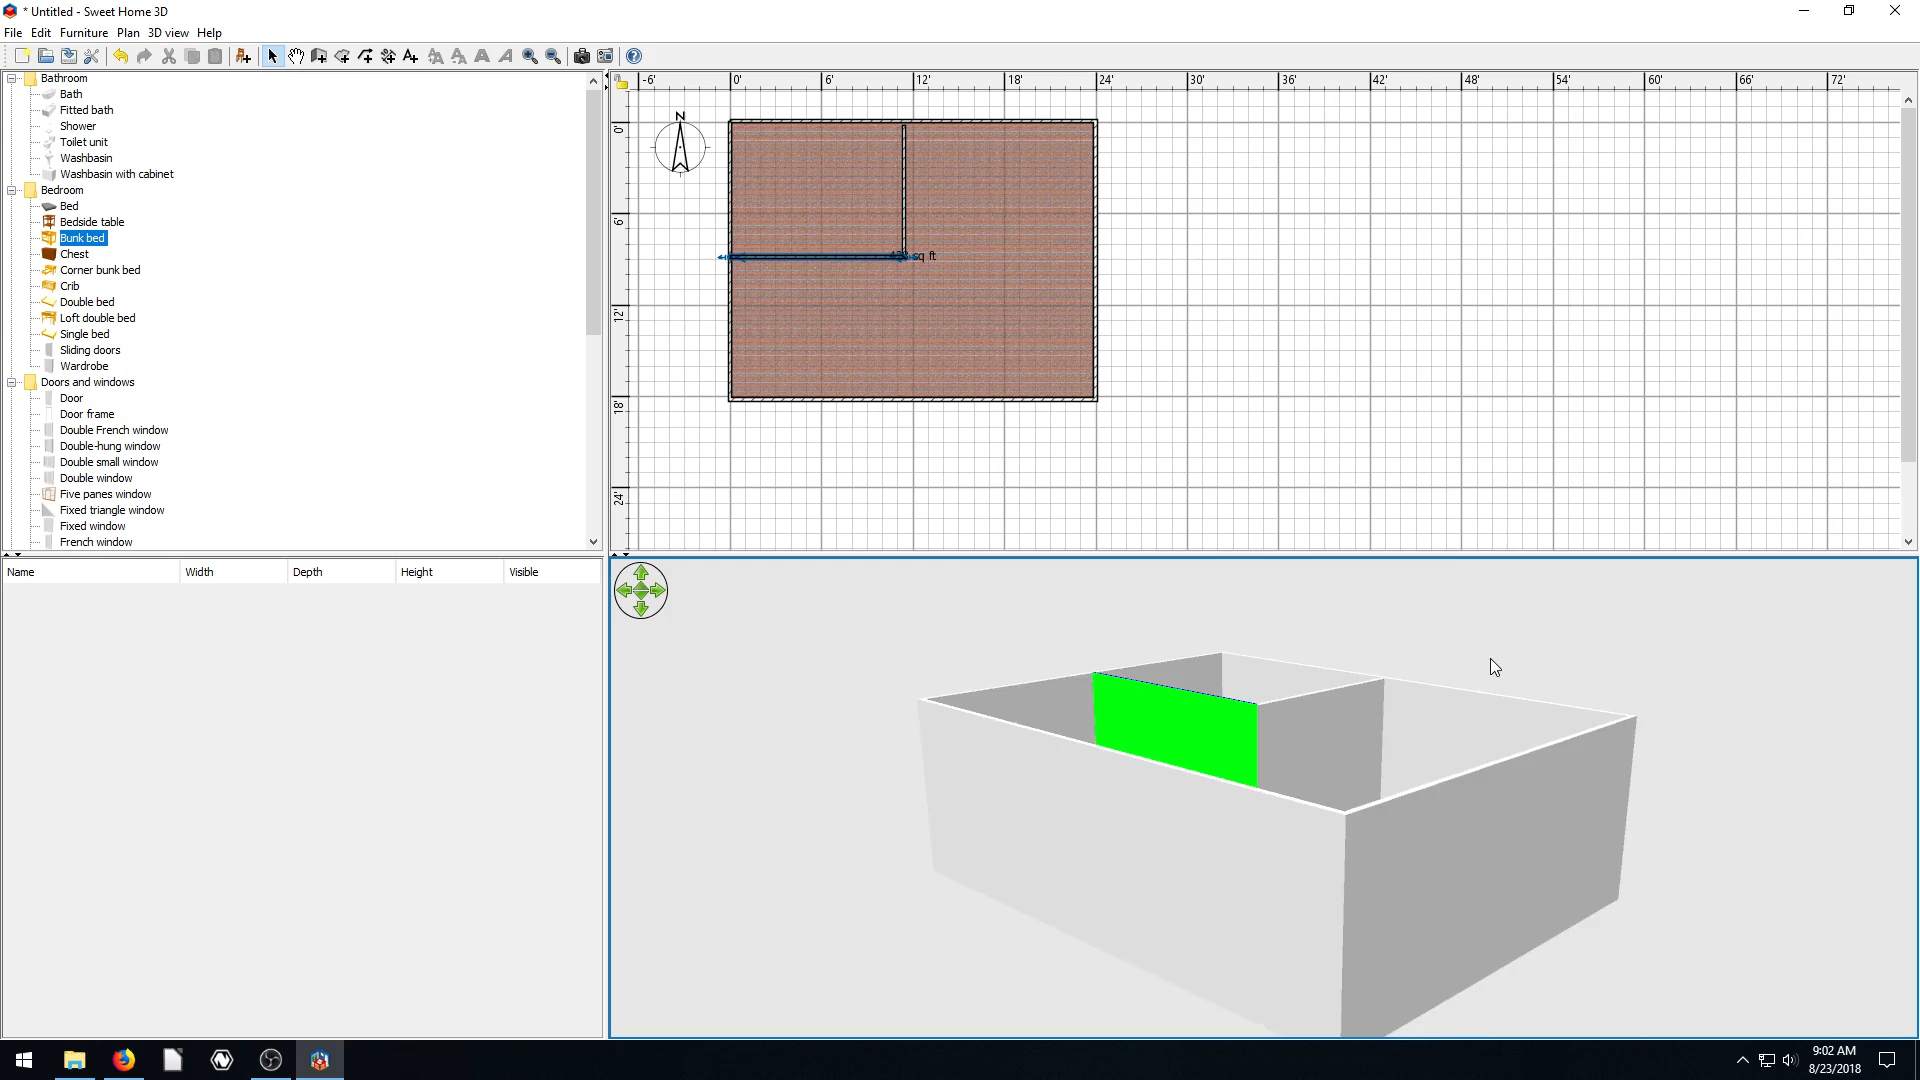 * Untitled - Sweet Home 3D
File Edit Furniture Plan 3D view Help
Bathroom
Bath
Fitted bath
Shower
Toilet unit
Washbasin
Washbasin with cabinet
Bedroom
Bed
Bedside table
Bunk bed
Chest
Corner bunk bed
Crib
Double bed
Loft double bed
Single bed
Sliding doors
Wardrobe
Doors and windows
Door
Door frame
Double French window
Double-hung window
Double small window
Double window
Five panes window
Fixed triangle window
Fixed window
French window
Name Width Depth Height Visible
-6' 0' 6' 12' 18' 24' 30' 36' 42' 48' 54' 60' 66' 72'
0'
6'
12'
18'
24'
N
sq ft
9:02 AM
8/23/2018